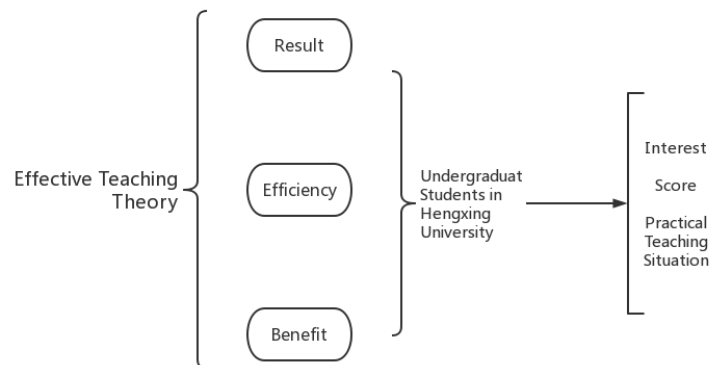 Effective Teaching
Theory
Result
Efficiency
Benefit
Undergraduat
Students in
Hengxing
University
Interest
Score
Practical
Teaching
Situation